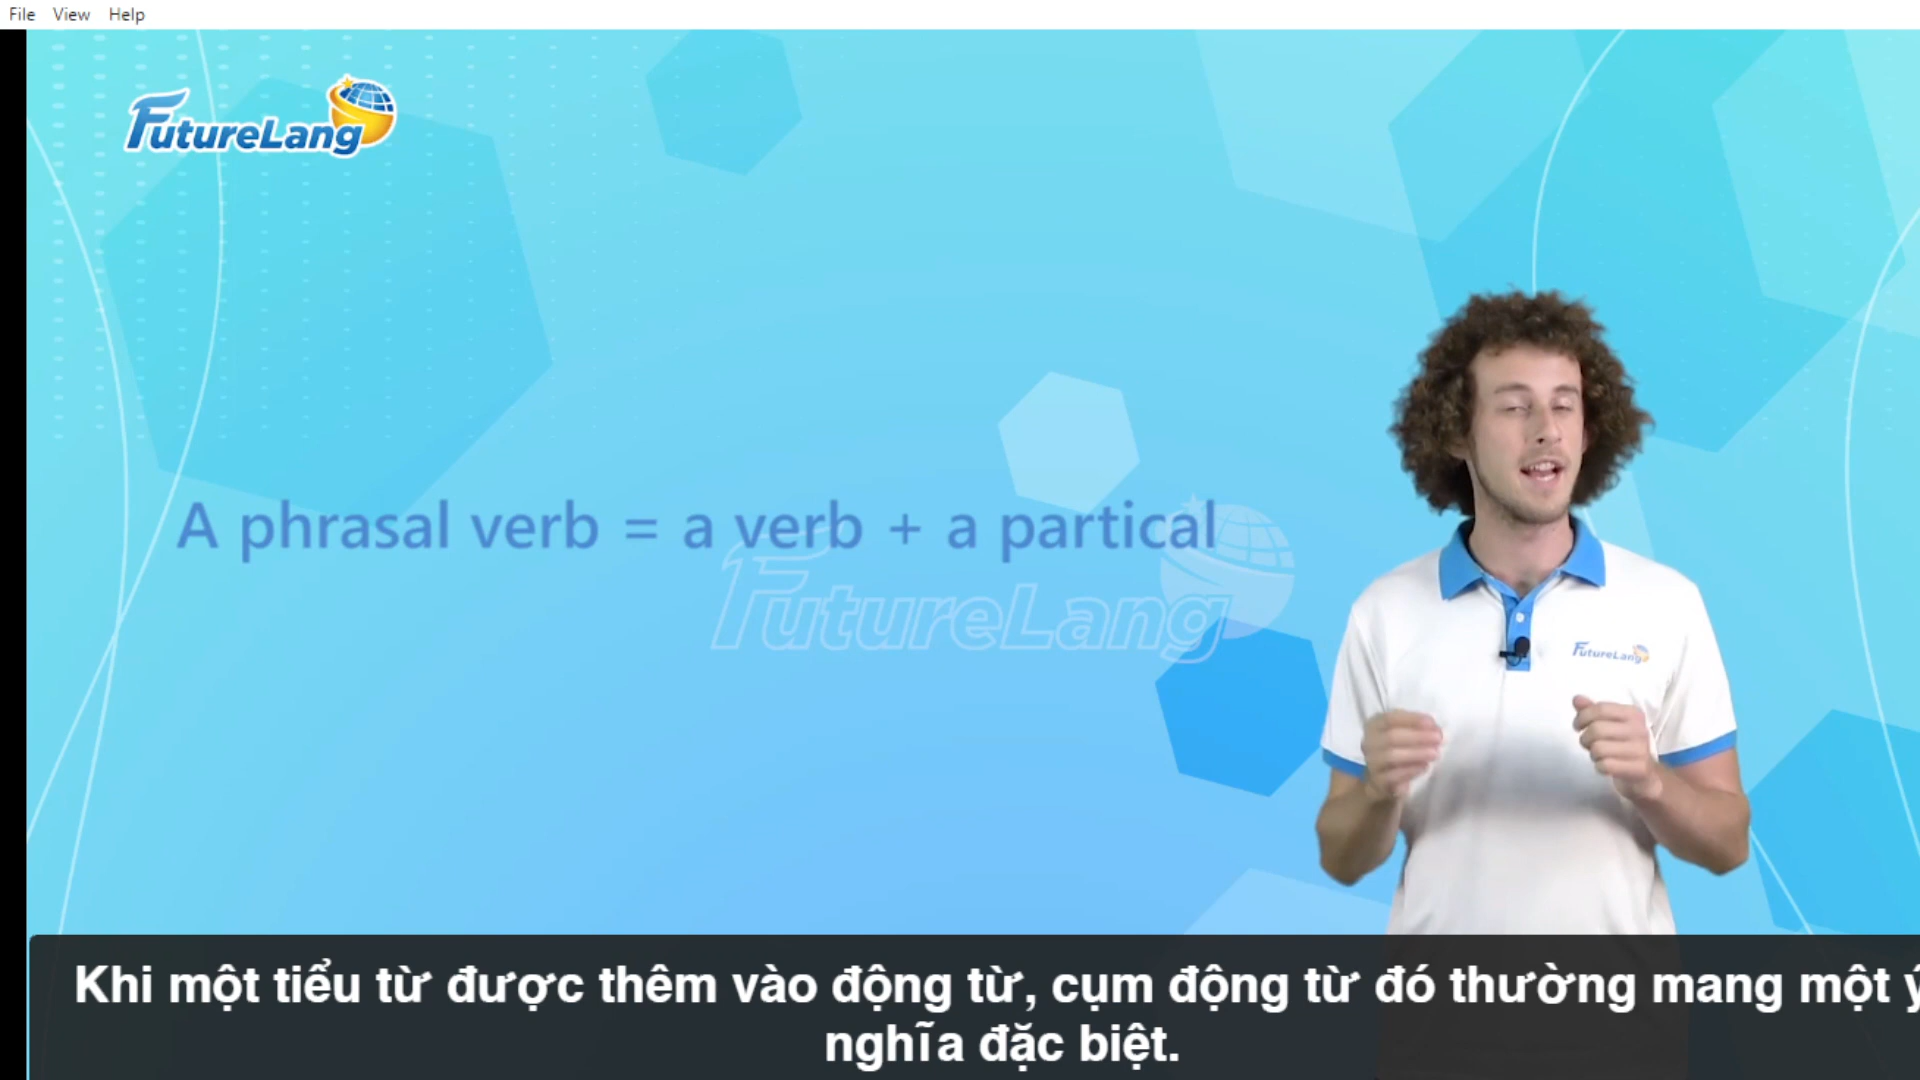 File View Help
FutureLang
A phrasal verb = a verb + a partical
FutureLang
FutureLang
Khi một tiểu từ được thêm vào động từ, cụm động từ đó thường mang một ý
nghĩa đặc biệt.